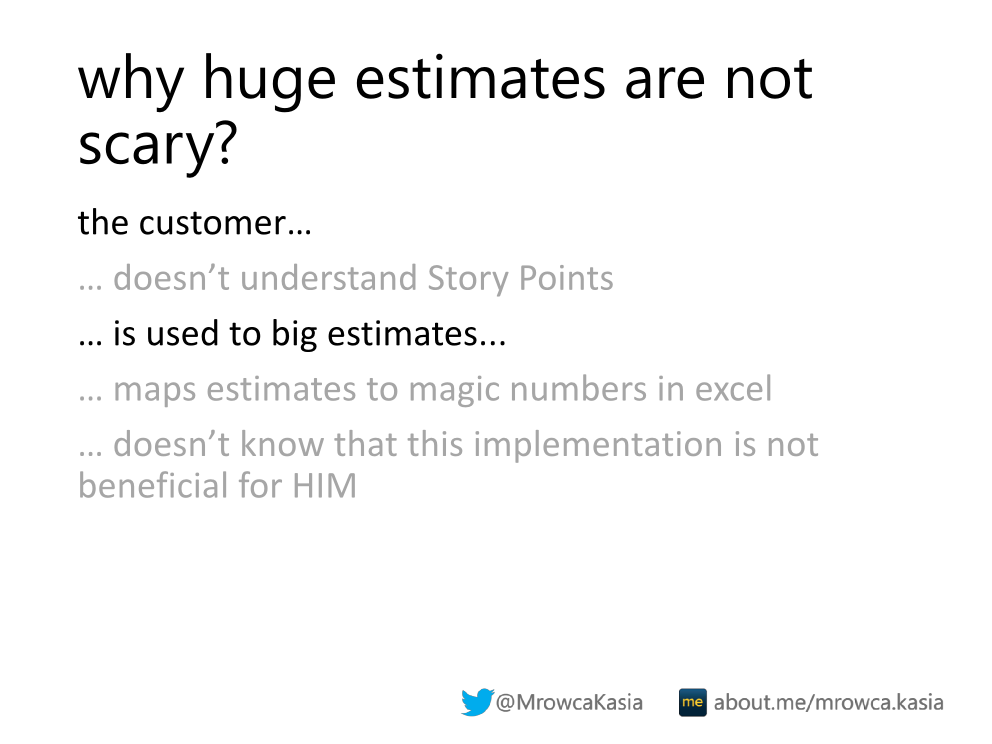 why huge estimates are not
scary?
the customer…
… doesn’t understand Story Points
… is used to big estimates...
… maps estimates to magic numbers in excel
… doesn’t know that this implementation is not
beneficial for HIM
@MrowcaKasia
me about.me/mrowca.kasia